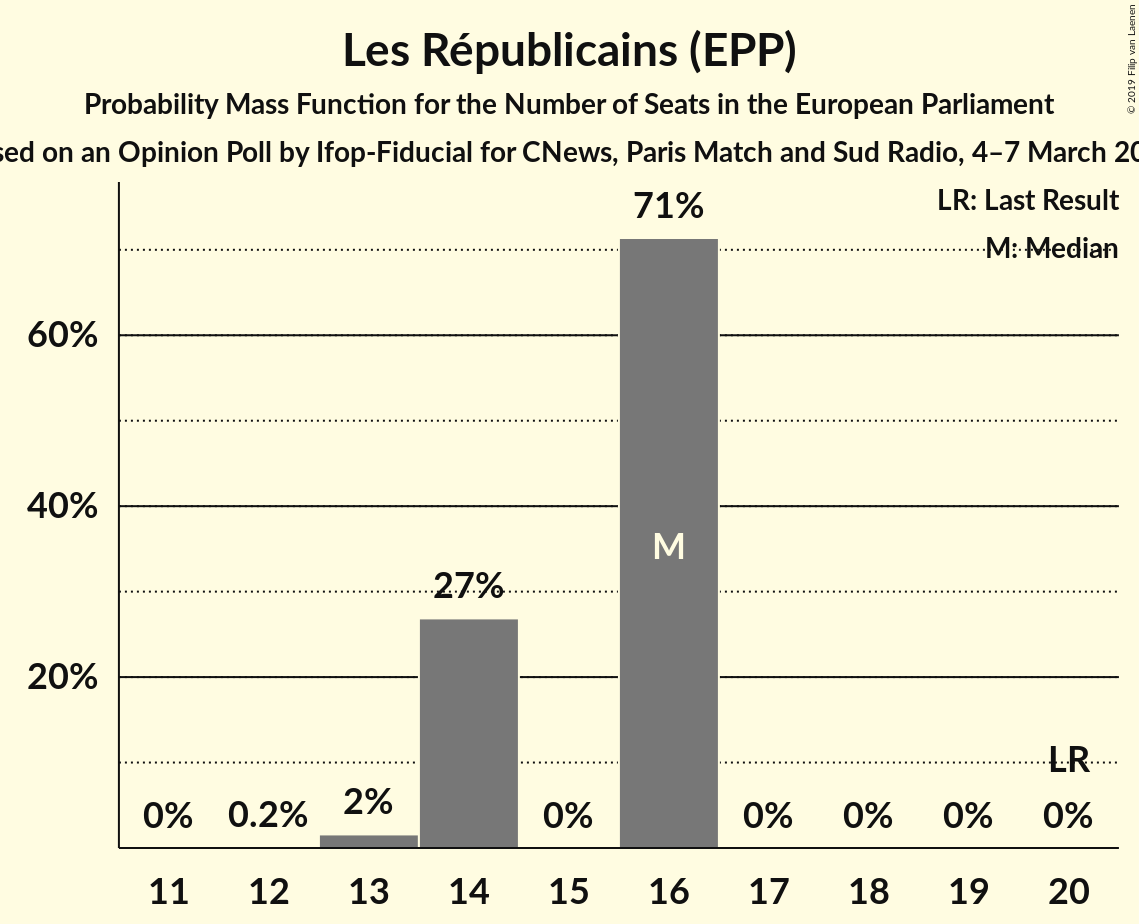 Les Républicains (EPP)
Probability Mass Function for the Number of Seats in the European Parliament
on an Opinion Poll by Ifop-Fiducial for CNews, Paris Match and Sud Radio, 4–7 March
© 2019 Filip van Laenen
LR: Last Result
M: Median
71%
60%
40%
M
27%
20%
LR
0% 0.2% 2% 0% 0% 0% 0% 0%
11 12 13 14 15 16 17 18 19 20